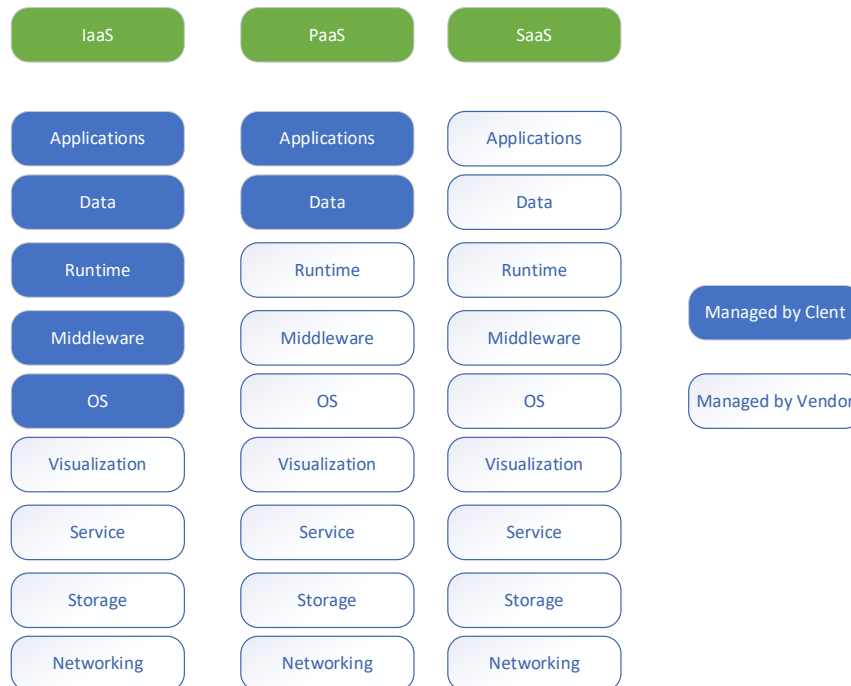 IaaS
PaaS
SaaS
Applications
Applications
Applications
Data
Data
Data
Runtime
Runtime
Runtime
Managed by Clent
Middleware
Middleware
Middleware
OS
OS
OS
Managed by Vendor
Visualization
Visualization
Visualization
Service
Service
Service
Storage
Storage
Storage
Networking
Networking
Networking